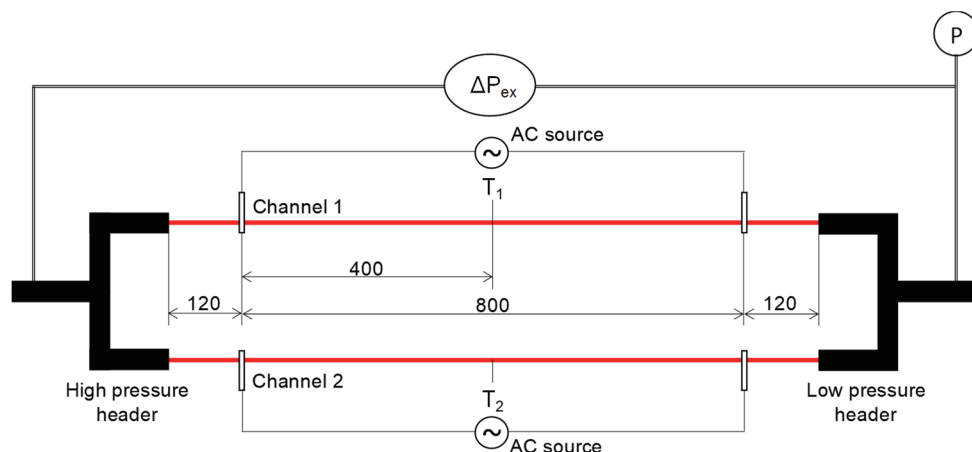 P
ΔPex
AC source
~
T1
Channel 1
400
120
800
120
High pressure
header
Channel 2
Low pressure
header
T2
~
AC source